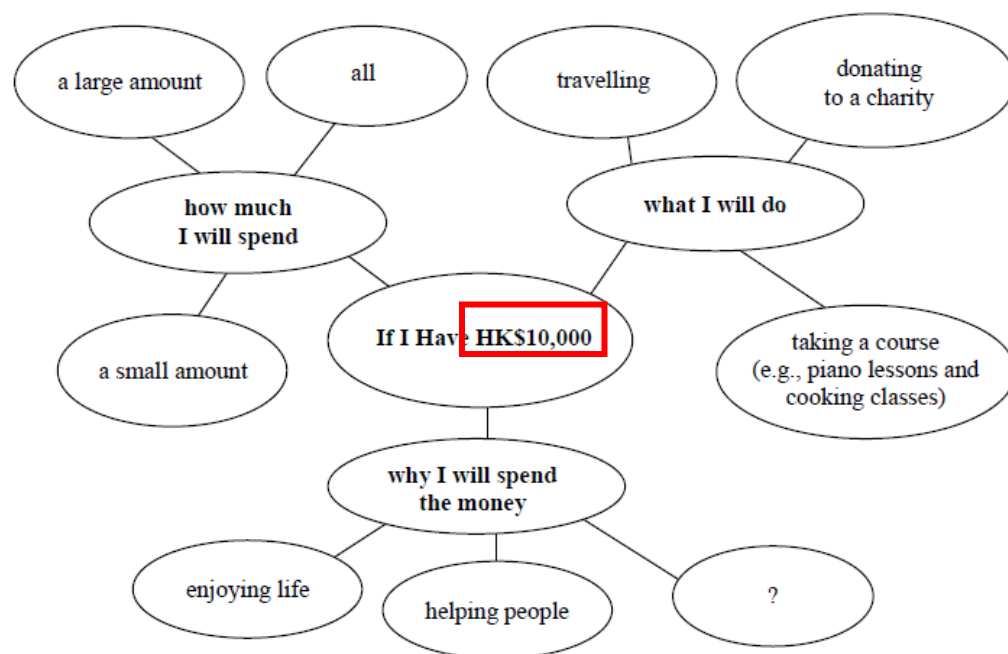 a large amount
all
travelling
donating
to a charity
how much
I will spend
what I will do
If I Have HK$10,000
a small amount
taking a course
(e.g., piano lessons and
cooking classes)
why I will spend
the money
enjoying life
helping people
?